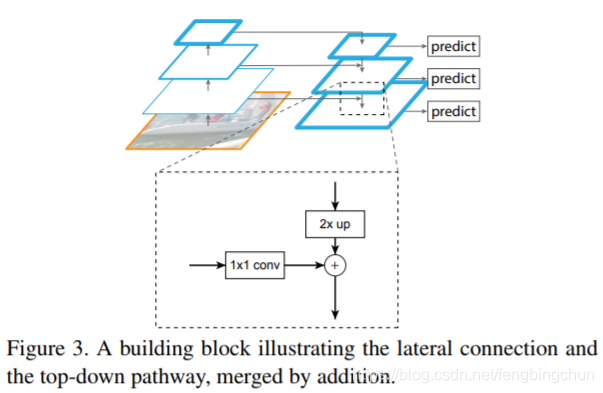 predict
predict
predict
2x up
1x1 conv
+
Figure 3. A building block illustrating the lateral connection and
the top-down pathway, merged by addition.
https://blog.csdn.net/fengbingchun